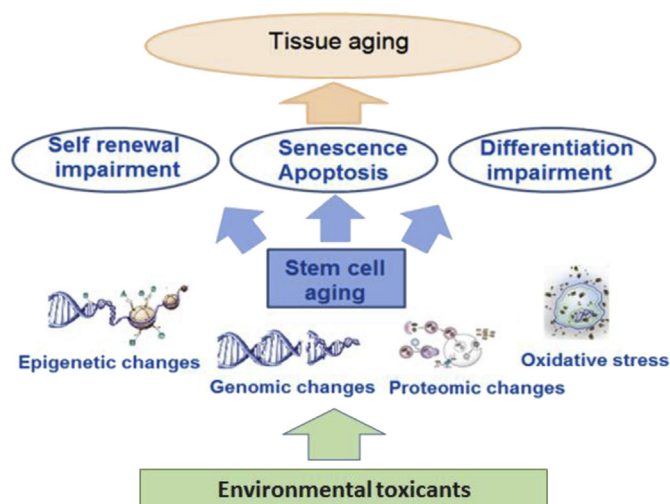 Tissue aging
Self renewal
impairment
Senescence
Apoptosis
Differentiation
impairment
Stem cell
aging
Epigenetic changes
Genomic changes
Proteomic changes
Oxidative stress
Environmental toxicants